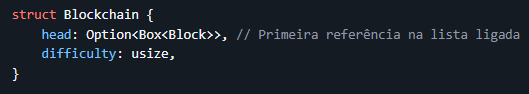 struct Blockchain {
    head: Option<Box<Block>>, // Primeira referência na lista ligada
    difficulty: usize,
}